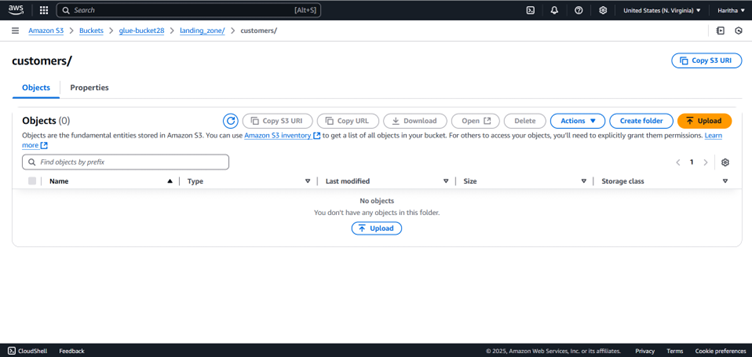 aws Search [Alt+S] United States (N. Virginia) Haritha
Amazon S3 > Buckets > glue-bucket28 > landing_zone/ > customers/
customers/ Copy S3 URI
Objects Properties
Objects (0) Copy S3 URI Copy URL Download Open Delete Actions Create folder Upload
Objects are the fundamental entities stored in Amazon S3. You can use Amazon S3 inventory to get a list of all objects in your bucket. For others to access your objects, you'll need to explicitly grant them permissions. Learn
more
Find objects by prefix 1
Name Type Last modified Size Storage class
No objects
You don't have any objects in this folder.
Upload
CloudShell Feedback © 2025, Amazon Web Services, Inc. or its affiliates. Privacy Terms Cookie preferences